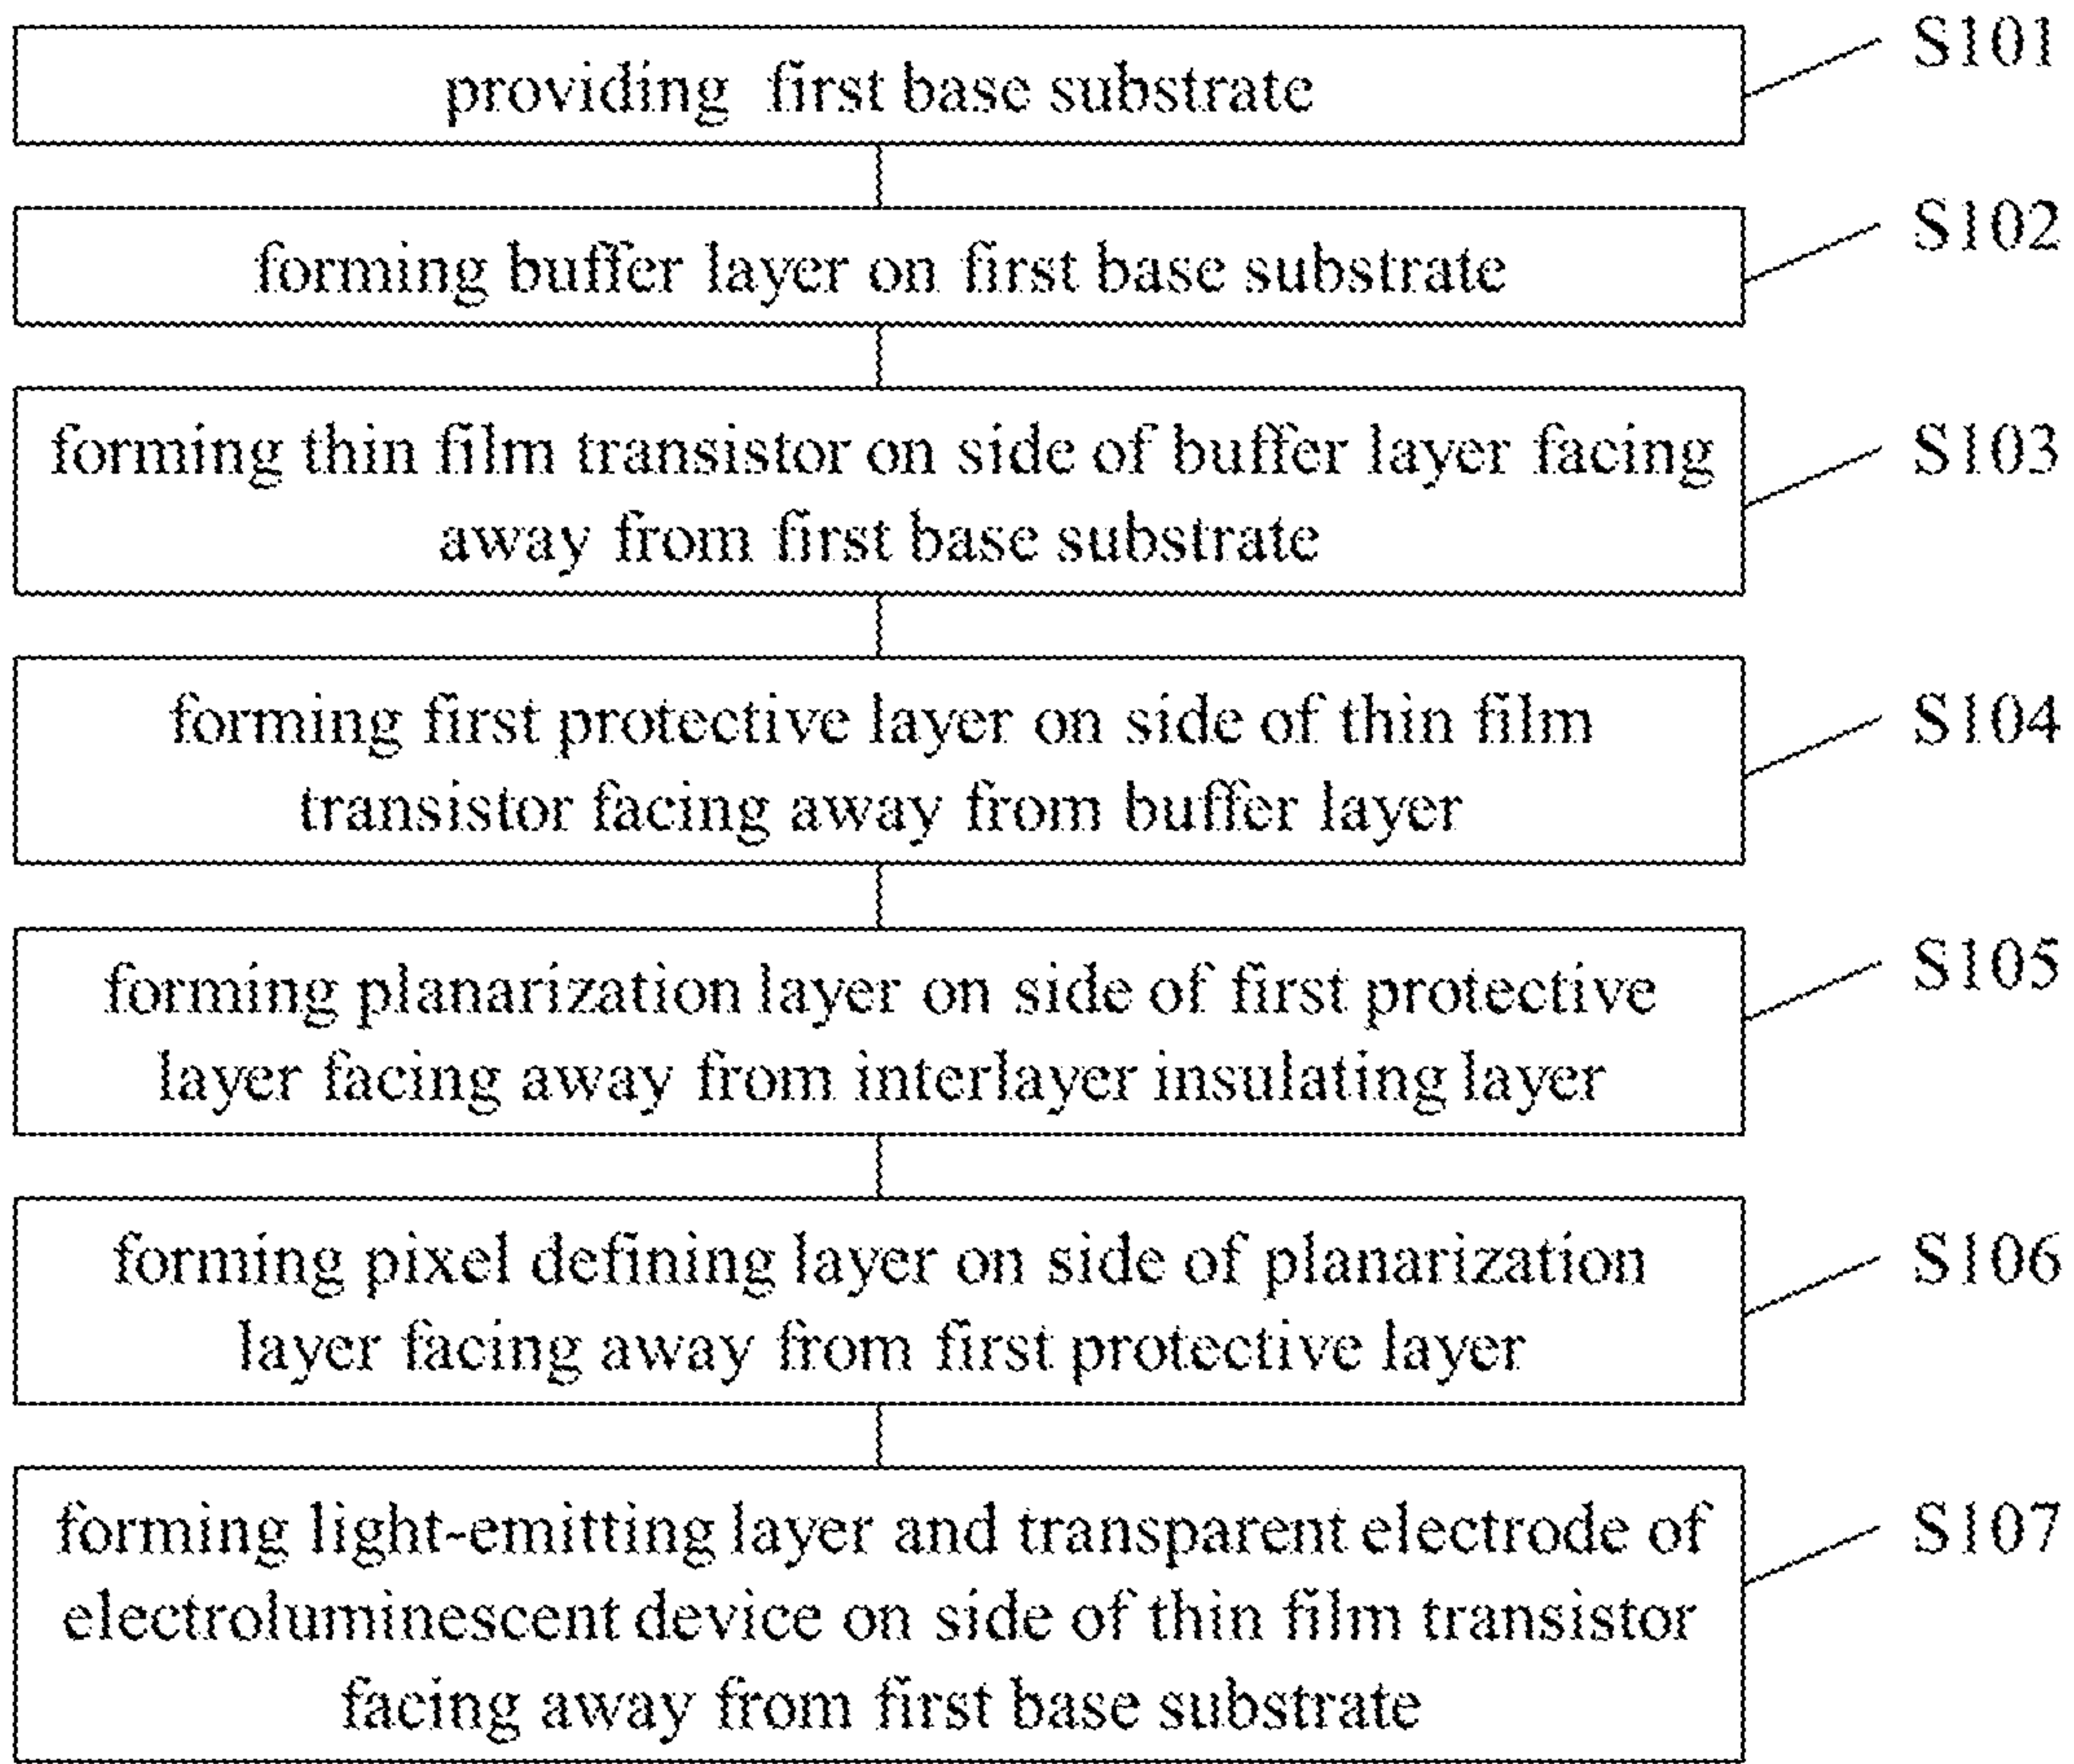 providing first base substrate
S101
forming buffer layer on first base substrate
S102
forming thin film transistor on side of buffer layer facing
away from first base substrate
S103
forming first protective layer on side of thin film
transistor facing away from buffer layer
S104
forming planarization layer on side of first protective
layer facing away from interlayer insulating layer
S105
forming pixel defining layer on side of planarization
layer facing away from first protective layer
S106
forming light-emitting layer and transparent electrode of
electroluminescent device on side of thin film transistor
facing away from first base substrate
S107